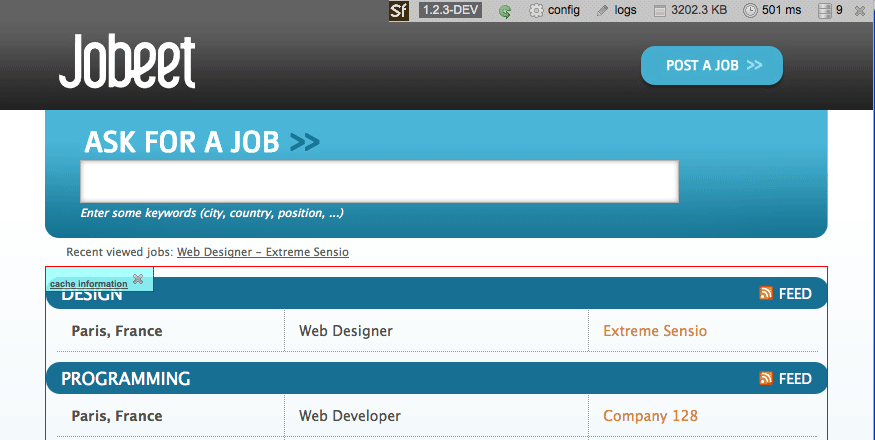 Sf 1.2.3-DEV config logs 3202.3 KB 501 ms 9
Jobeet
POST A JOB >>
ASK FOR A JOB >>
Enter some keywords (city, country, position, ...)
Recent viewed jobs: Web Designer – Extreme Sensio
cache information
DESIGN FEED
Paris, France Web Designer Extreme Sensio
PROGRAMMING FEED
Paris, France Web Developer Company 128